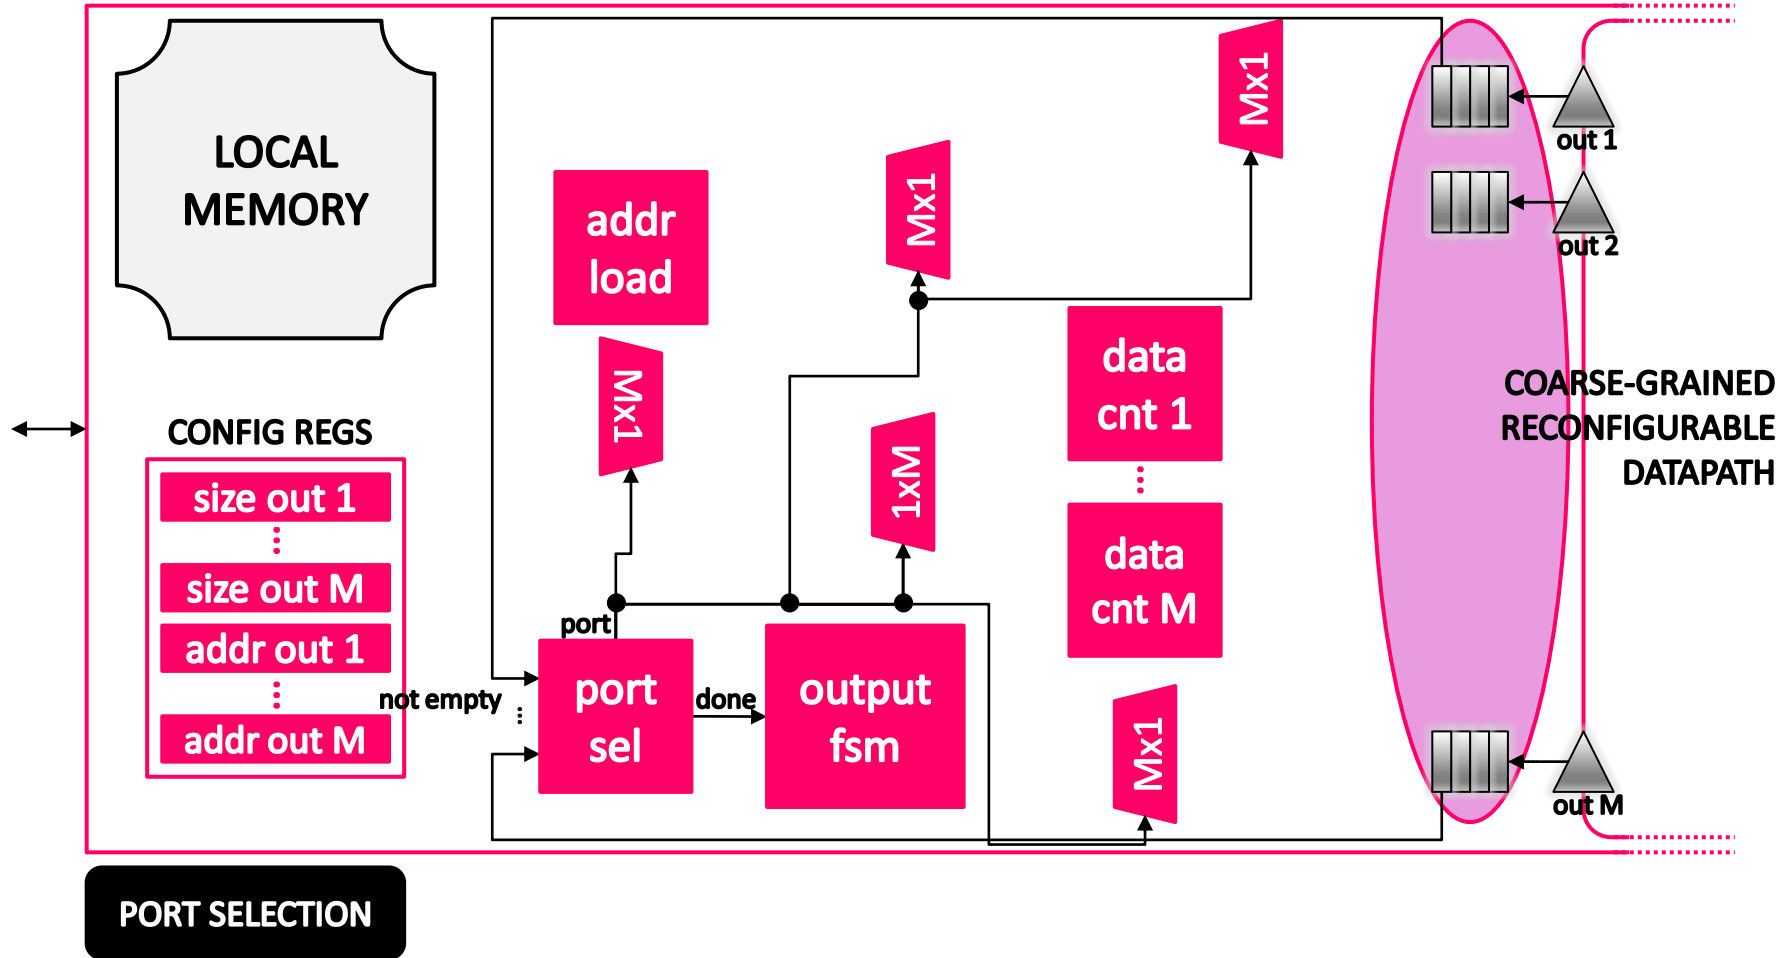 LOCAL
MEMORY
CONFIG REGS
size out 1
size out M
addr out 1
addr out M
PORT SELECTION
addr
load
Mx1
Mx1
Mx1
1xM
data
cnt 1
data
cnt M
port
not empty
...
port
sel
done
output
fsm
Mx1
out 1
out 2
COARSE-GRAINED
RECONFIGURABLE
DATAPATH
out M